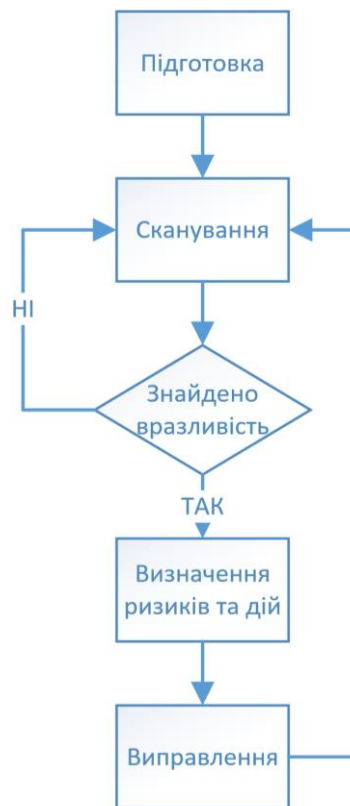 Підготовка
Сканування
НІ
Знайдено
вразливість
ТАК
Визначення
ризиків та дій
Виправлення